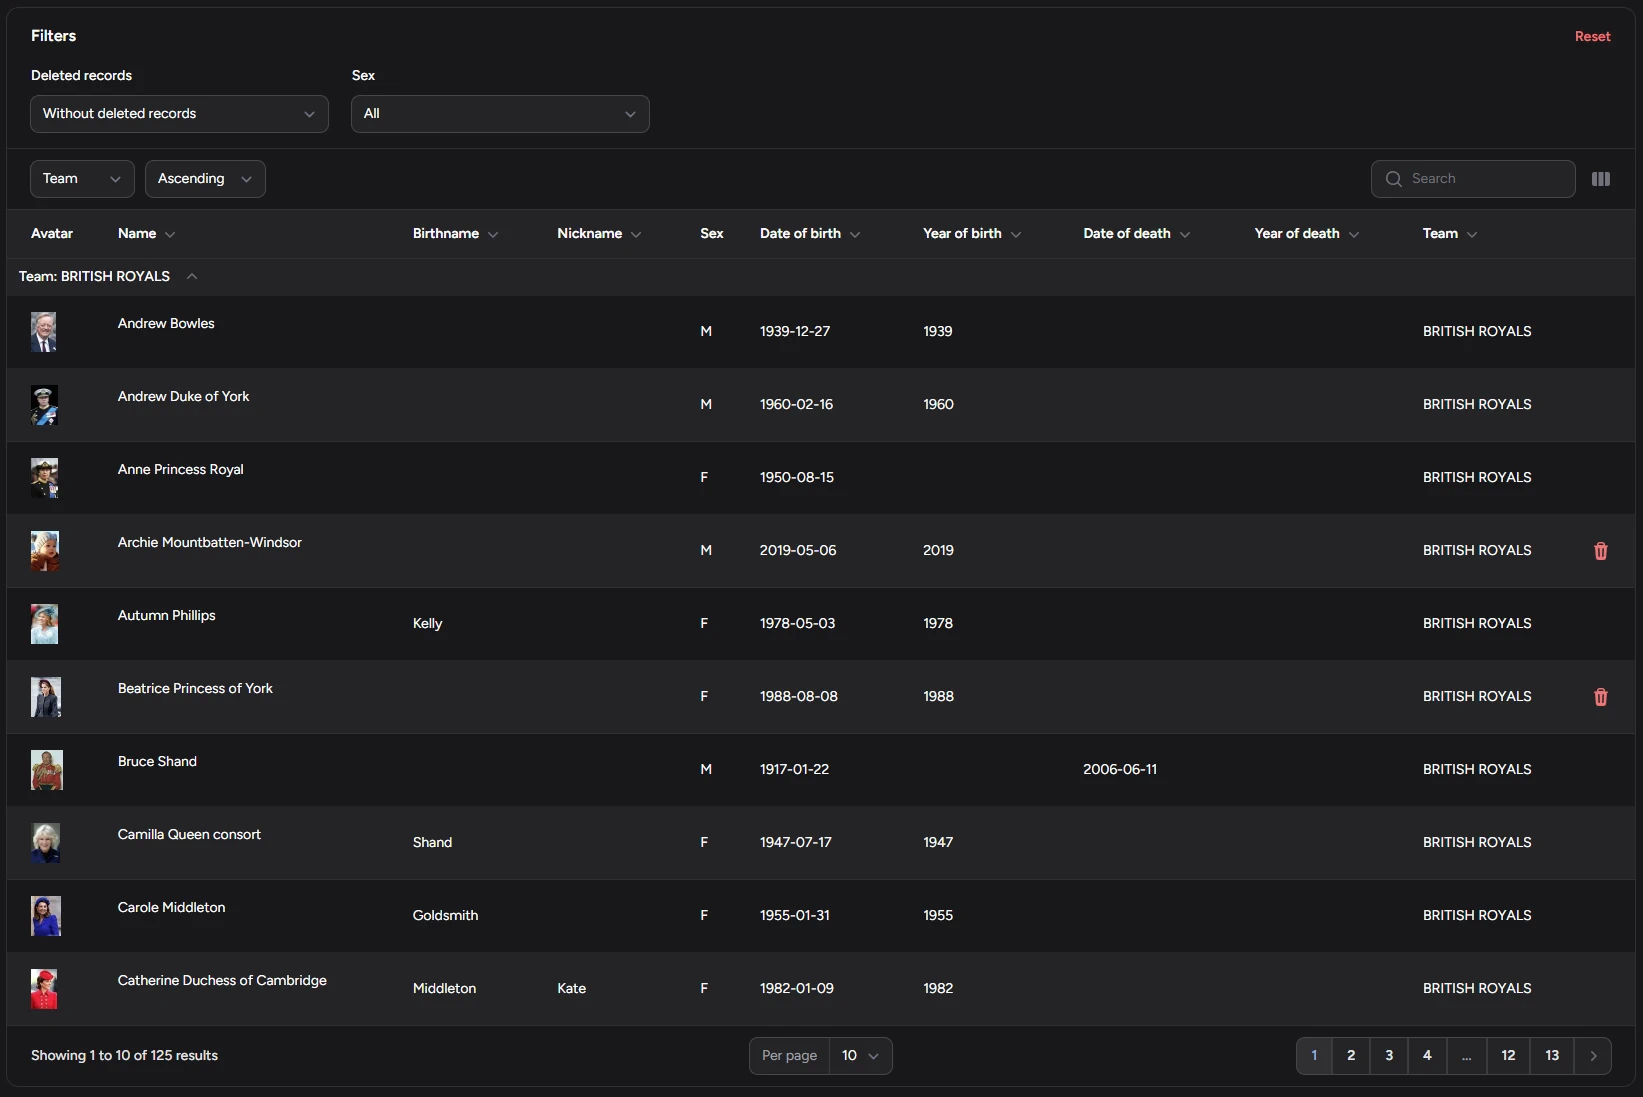 Filters
Reset
Deleted records
Sex
Without deleted records
All
Team
Ascending
Search
Avatar Name Birthname Nickname Sex Date of birth Year of birth Date of death Year of death Team
Team: BRITISH ROYALS
Andrew Bowles M 1939-12-27 1939 BRITISH ROYALS
Andrew Duke of York M 1960-02-16 1960 BRITISH ROYALS
Anne Princess Royal F 1950-08-15 BRITISH ROYALS
Archie Mountbatten-Windsor M 2019-05-06 2019 BRITISH ROYALS
Autumn Phillips Kelly F 1978-05-03 1978 BRITISH ROYALS
Beatrice Princess of York F 1988-08-08 1988 BRITISH ROYALS
Bruce Shand M 1917-01-22 2006-06-11 BRITISH ROYALS
Camilla Queen consort Shand F 1947-07-17 1947 BRITISH ROYALS
Carole Middleton Goldsmith F 1955-01-31 1955 BRITISH ROYALS
Catherine Duchess of Cambridge Middleton Kate F 1982-01-09 1982 BRITISH ROYALS
Showing 1 to 10 of 125 results
Per page 10
1 2 3 4 ... 12 13